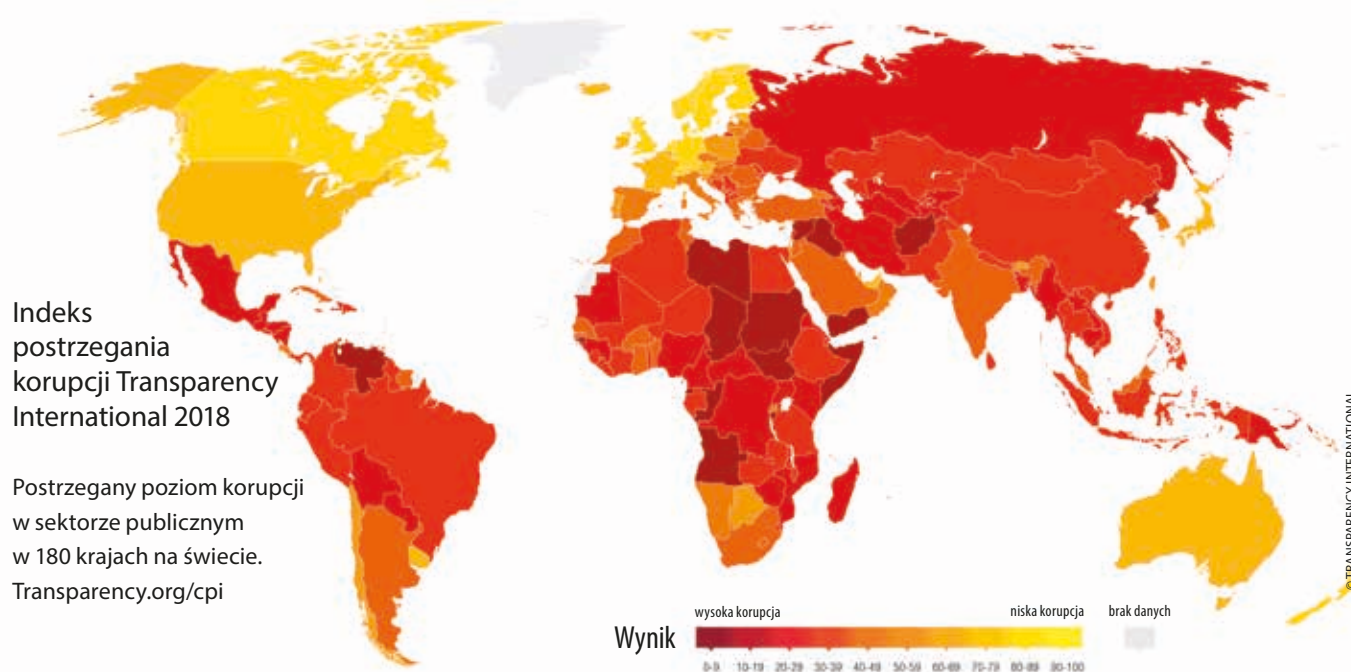 Indeks
postrzegania
korupcji Transparency
International 2018
Postrzegany poziom korupcji
w sektorze publicznym
w 180 krajach na świecie.
Transparency.org/cpi
wysoka korupcja niska korupcja brak danych
Wynik
0-9 10-19 20-29 30-39 40-49 50-59 60-69 70-79 80-89 90-100
©TRANSPARENCY INTERNATIONAL